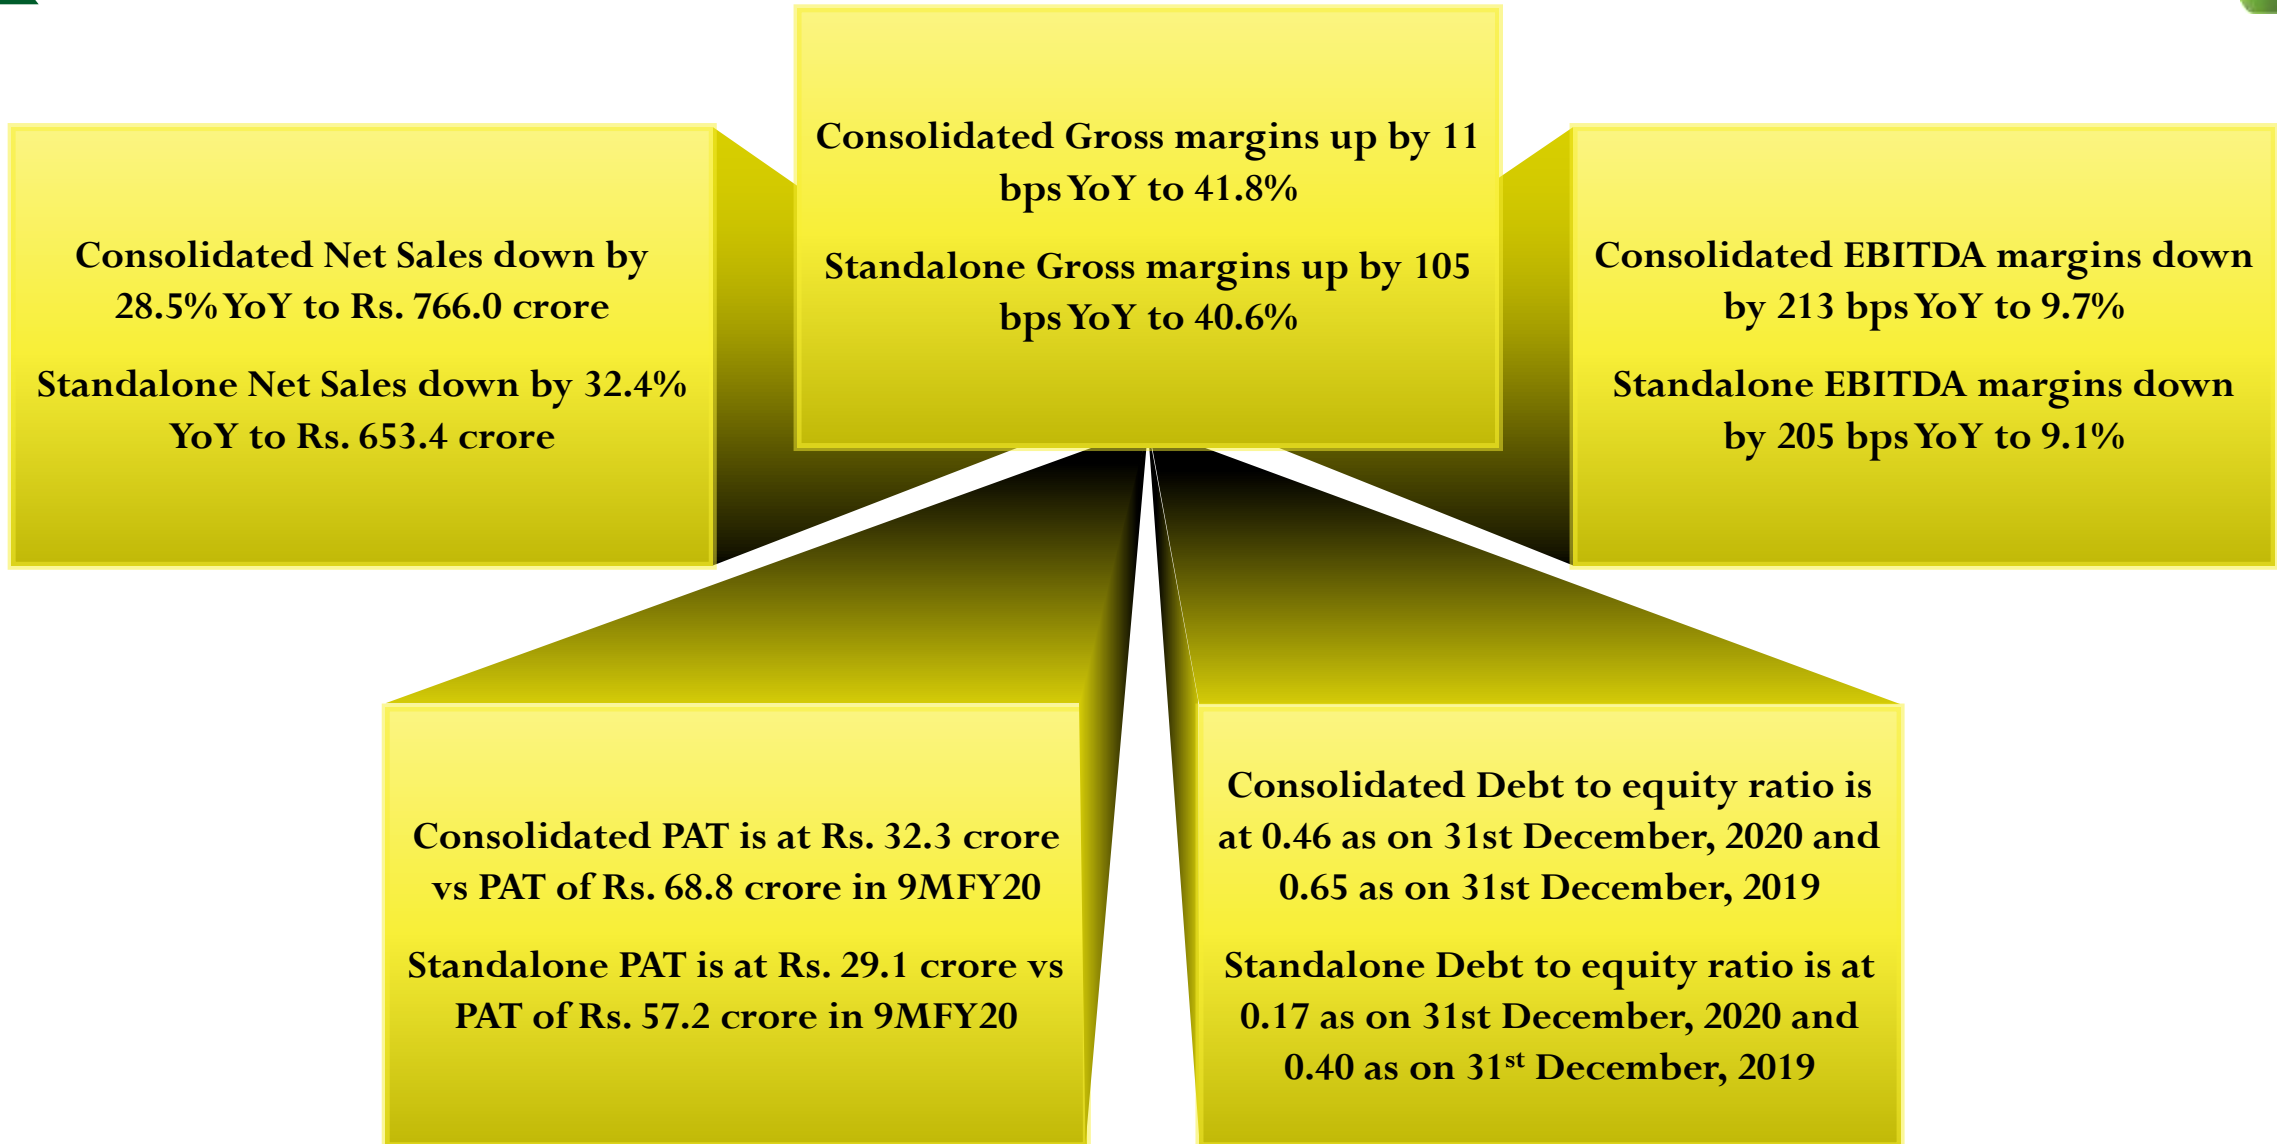 Consolidated Net Sales down by
28.5% YoY to Rs. 766.0 crore
Standalone Net Sales down by 32.4%
YoY to Rs. 653.4 crore
Consolidated Gross margins up by 11
bps YoY to 41.8%
Standalone Gross margins up by 105
bps YoY to 40.6%
Consolidated EBITDA margins down
by 213 bps YoY to 9.7%
Standalone EBITDA margins down
by 205 bps YoY to 9.1%
Consolidated PAT is at Rs. 32.3 crore
vs PAT of Rs. 68.8 crore in 9MFY20
Standalone PAT is at Rs. 29.1 crore vs
PAT of Rs. 57.2 crore in 9MFY20
Consolidated Debt to equity ratio is
at 0.46 as on 31st December, 2020 and
0.65 as on 31st December, 2019
Standalone Debt to equity ratio is at
0.17 as on 31st December, 2020 and
0.40 as on 31st December, 2019